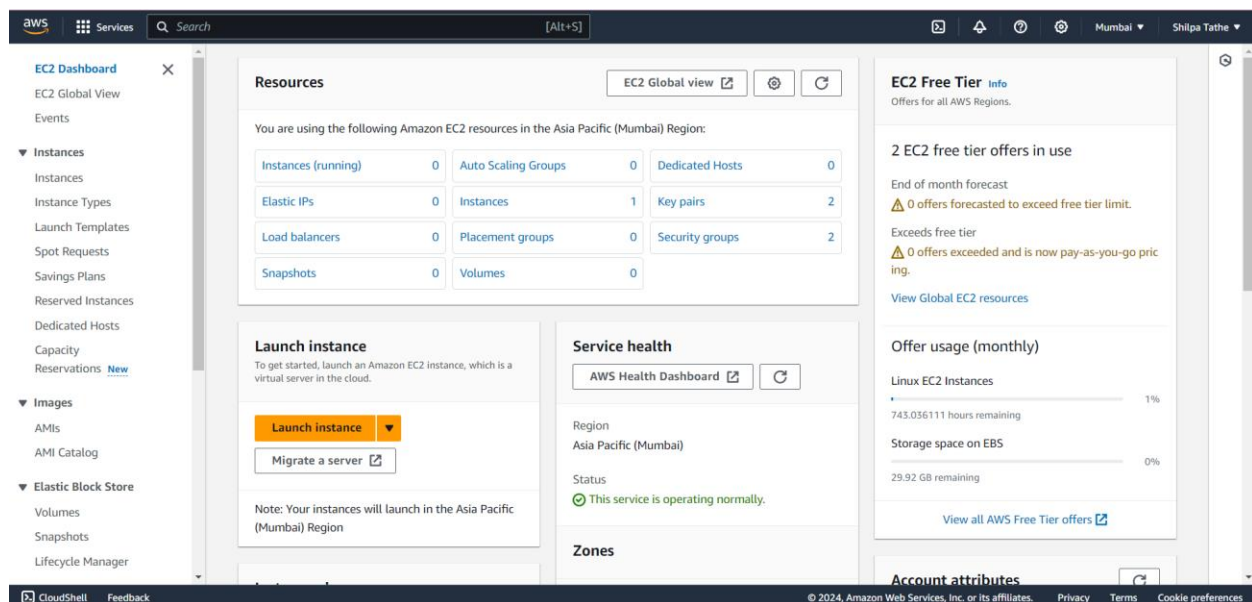 aws
Services
Search
[Alt+S]
Mumbai ▼
Shilpa Tathe ▼
EC2 Dashboard
EC2 Global View
Events
▼ Instances
Instances
Instance Types
Launch Templates
Spot Requests
Savings Plans
Reserved Instances
Dedicated Hosts
Capacity
Reservations New
▼ Images
AMIs
AMI Catalog
▼ Elastic Block Store
Volumes
Snapshots
Lifecycle Manager
Resources
EC2 Global view
You are using the following Amazon EC2 resources in the Asia Pacific (Mumbai) Region:
Instances (running) 0
Auto Scaling Groups 0
Dedicated Hosts 0
Elastic IPs 0
Instances 1
Key pairs 2
Load balancers 0
Placement groups 0
Security groups 2
Snapshots 0
Volumes 0
Launch instance
To get started, launch an Amazon EC2 instance, which is a
virtual server in the cloud.
Launch instance ▼
Migrate a server
Note: Your instances will launch in the Asia Pacific
(Mumbai) Region
Service health
AWS Health Dashboard
Region
Asia Pacific (Mumbai)
Status
This service is operating normally.
Zones
EC2 Free Tier Info
Offers for all AWS Regions.
2 EC2 free tier offers in use
End of month forecast
0 offers forecasted to exceed free tier limit.
Exceeds free tier
0 offers exceeded and is now pay-as-you-go pric
ing.
View Global EC2 resources
Offer usage (monthly)
Linux EC2 Instances
1%
743.036111 hours remaining
Storage space on EBS
0%
29.92 GB remaining
View all AWS Free Tier offers
Account attributes
CloudShell
Feedback
© 2024, Amazon Web Services, Inc. or its affiliates.
Privacy
Terms
Cookie preferences